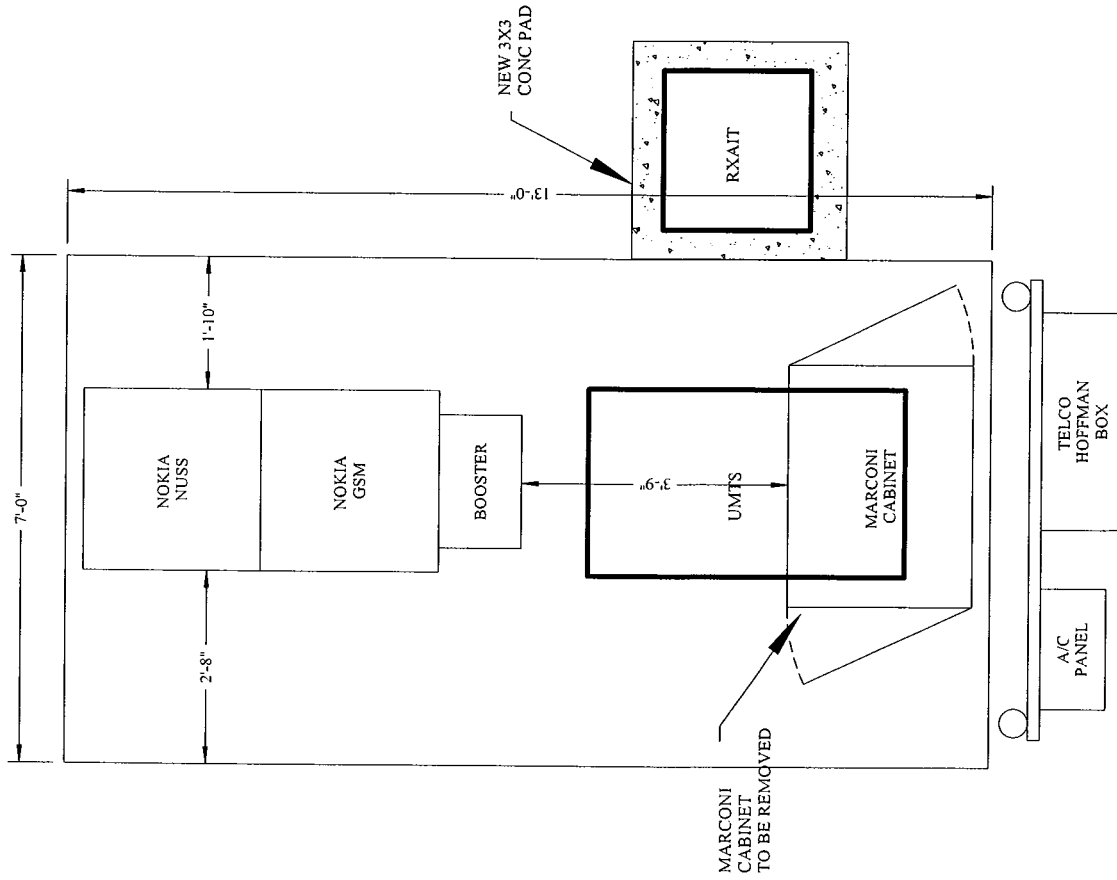 7'-0"
NEW 3X3
CONC PAD
13'-0"
1'-10"
2'-8"
NOKIA
NUSS
NOKIA
GSM
BOOSTER
3'-9"
UMTS
RXAIT
MARCONI
CABINET
MARCONI
CABINET
TO BE REMOVED
A/C
PANEL
TELCO
HOFFMAN
BOX